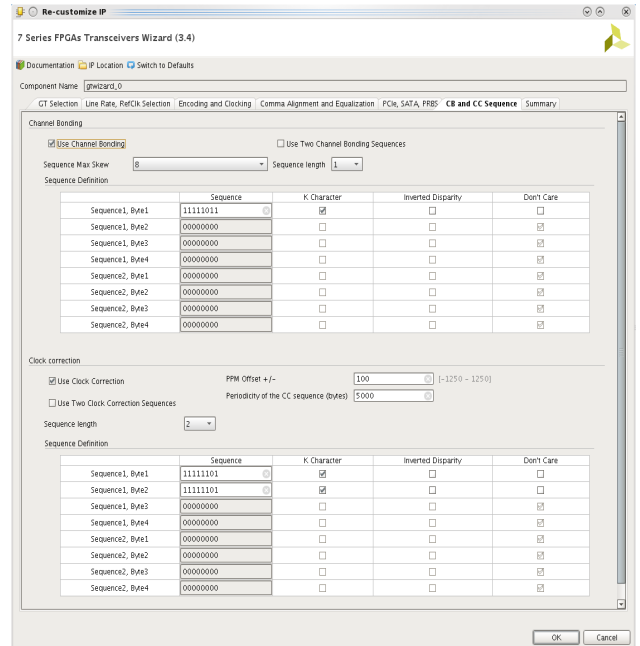 Re-customize IP
7 Series FPGAs Transceivers Wizard (3.4)
Documentation IP Location Switch to Defaults
Component Name gtwizard_0
GT Selection Line Rate, RefClk Selection Encoding and Clocking Comma Alignment and Equalization PCIe, SATA, PRBS CB and CC Sequence Summary
Channel Bonding
Use Channel Bonding Use Two Channel Bonding Sequences
Sequence Max Skew 8 Sequence length 1
Sequence Definition
Sequence K Character Inverted Disparity Don't Care
Sequence1, Byte1 11111011
Sequence1, Byte2 00000000
Sequence1, Byte3 00000000
Sequence1, Byte4 00000000
Sequence2, Byte1 00000000
Sequence2, Byte2 00000000
Sequence2, Byte3 00000000
Sequence2, Byte4 00000000
Clock correction
Use Clock Correction PPM Offset +/- 100 [-1250 - 1250]
Use Two Clock Correction Sequences Periodicity of the CC sequence (bytes) 5000
Sequence length 2
Sequence Definition
Sequence K Character Inverted Disparity Don't Care
Sequence1, Byte1 11111101
Sequence1, Byte2 11111101
Sequence1, Byte3 00000000
Sequence1, Byte4 00000000
Sequence2, Byte1 00000000
Sequence2, Byte2 00000000
Sequence2, Byte3 00000000
Sequence2, Byte4 00000000
OK Cancel